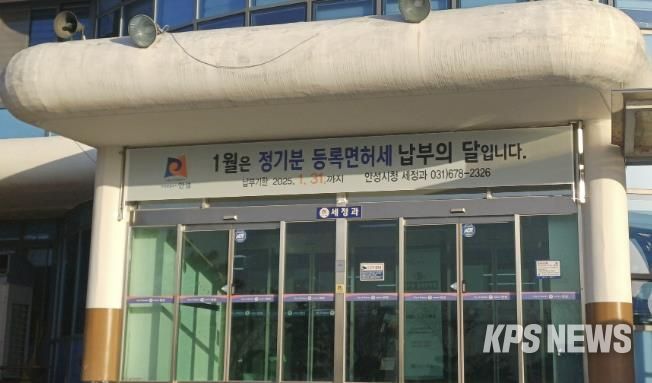 1월은 정기분 등록면허세 납부의 달입니다.
납부기한 2025. 1. 31.까지 안성시청 세정과 031)678-2326
안성
세정과
KPS NEWS